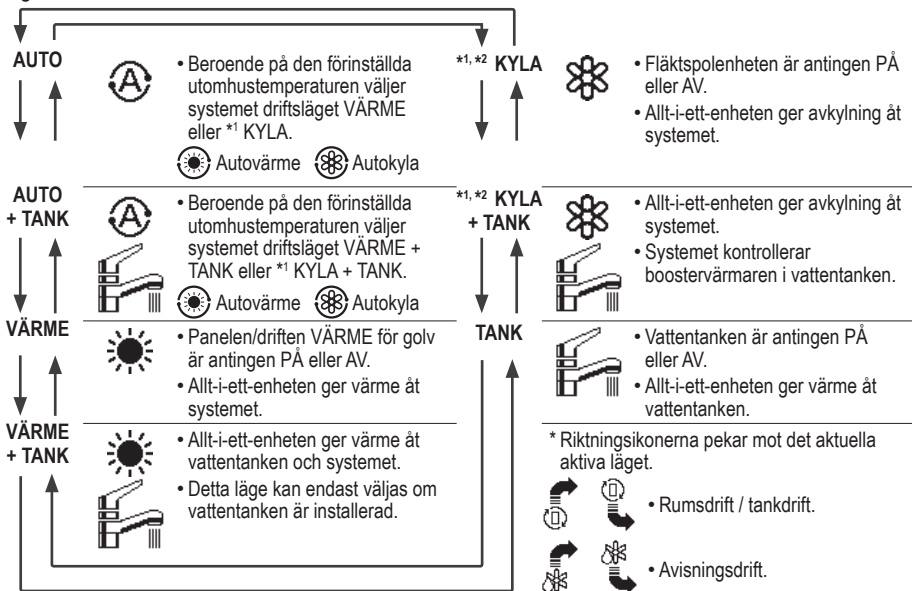 AUTO
• Beroende på den förinställda
utomhustemperaturen väljer
systemet driftsläget VÄRME
eller *1 KYLA.
Autovärme Autokyla
AUTO
+ TANK
• Beroende på den förinställda
utomhustemperaturen väljer
systemet driftsläget VÄRME +
TANK eller *1 KYLA + TANK.
Autovärme Autokyla
VÄRME
• Panelen/driften VÄRME för golv
är antingen PÅ eller AV.
• Allt-i-ett-enheten ger värme åt
systemet.
VÄRME
+ TANK
• Allt-i-ett-enheten ger värme åt
vattentanken och systemet.
• Detta läge kan endast väljas om
vattentanken är installerad.
*1, *2 KYLA
• Fläktspolenheten är antingen PÅ
eller AV.
• Allt-i-ett-enheten ger avkylning åt
systemet.
*1, *2 KYLA
+ TANK
• Allt-i-ett-enheten ger avkylning åt
systemet.
• Systemet kontrollerar
boostervärmaren i vattentanken.
TANK
• Vattentanken är antingen PÅ
eller AV.
• Allt-i-ett-enheten ger värme åt
vattentanken.
* Riktningsikonerna pekar mot det aktuella
aktiva läget.
• Rumsdrift / tankdrift.
• Avisningsdrift.